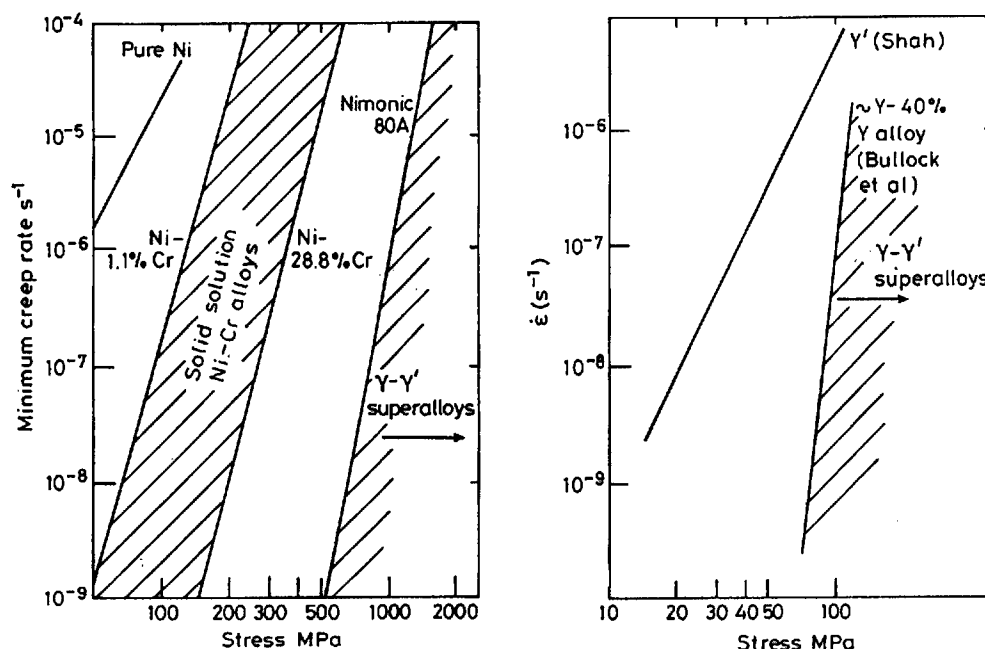 10⁻⁴
10⁻⁵
10⁻⁶
10⁻⁷
10⁻⁸
10⁻⁹
Minimum creep rate s⁻¹
Pure Ni
Nimonic
80A
Ni-
1.1% Cr
Solid solution
Ni-Cr alloys
Ni-
28.8%Cr
γ-γ'
superalloys
100 200 300 500 1000 2000
Stress MPa
10⁻⁶
10⁻⁷
10⁻⁸
10⁻⁹
ε̇ (s⁻¹)
γ' (Shah)
~γ-40%
γ alloy
(Bullock
et al)
γ-γ'
superalloys
10 20 30 40 50 100
Stress MPa